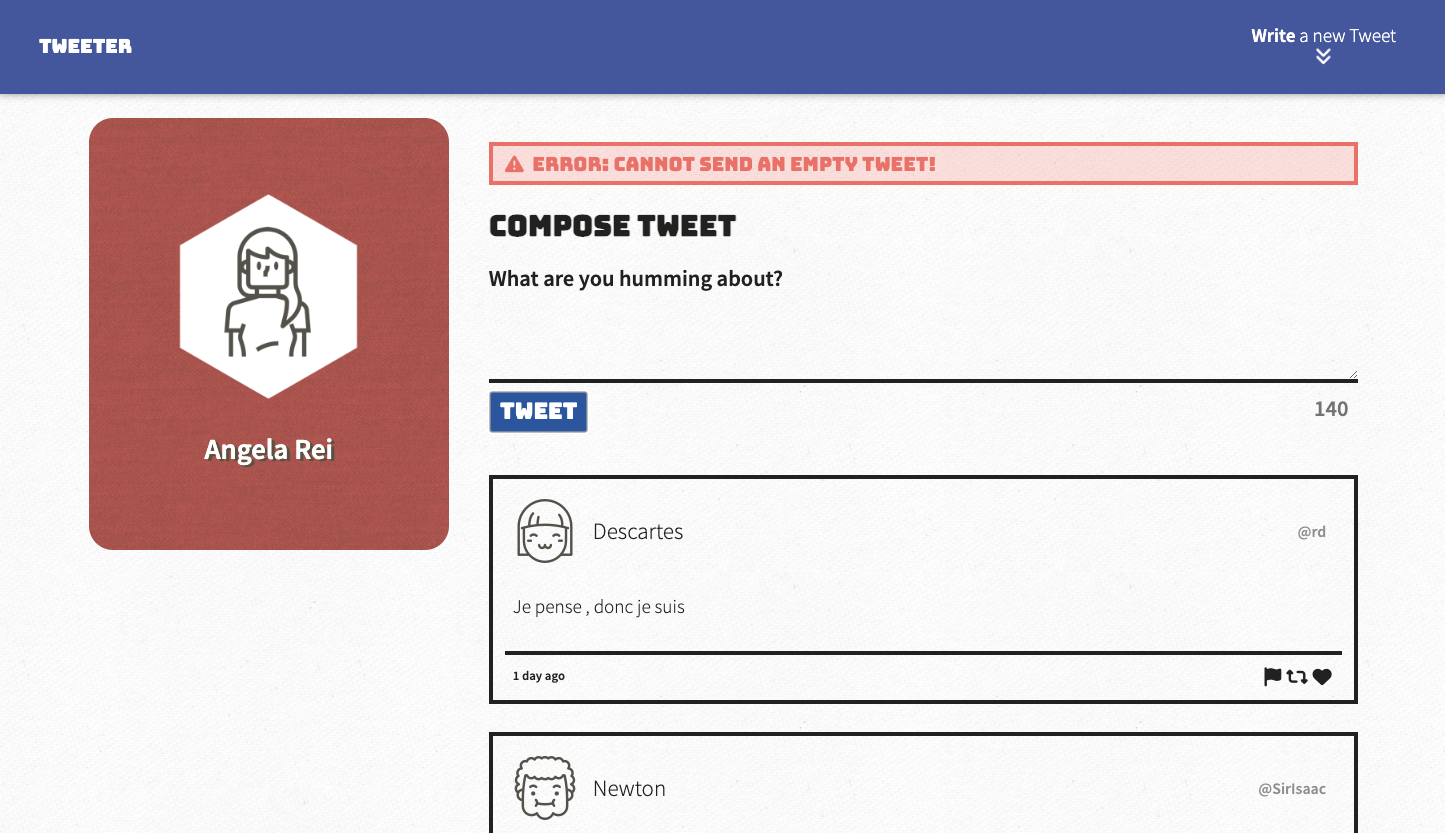 TWEETER
Write a new Tweet
Angela Rei
ERROR: CANNOT SEND AN EMPTY TWEET!
COMPOSE TWEET
What are you humming about?
TWEET
140
Descartes
@rd
Je pense , donc je suis
1 day ago
Newton
@SirIsaac